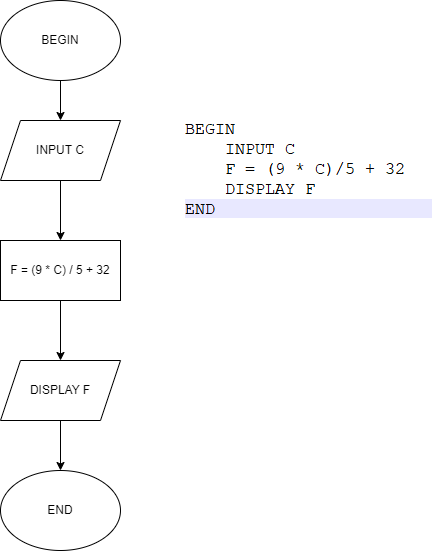 BEGIN
INPUT C
F = (9 * C) / 5 + 32
DISPLAY F
END
BEGIN
INPUT C
F = (9 * C)/5 + 32
DISPLAY F
END